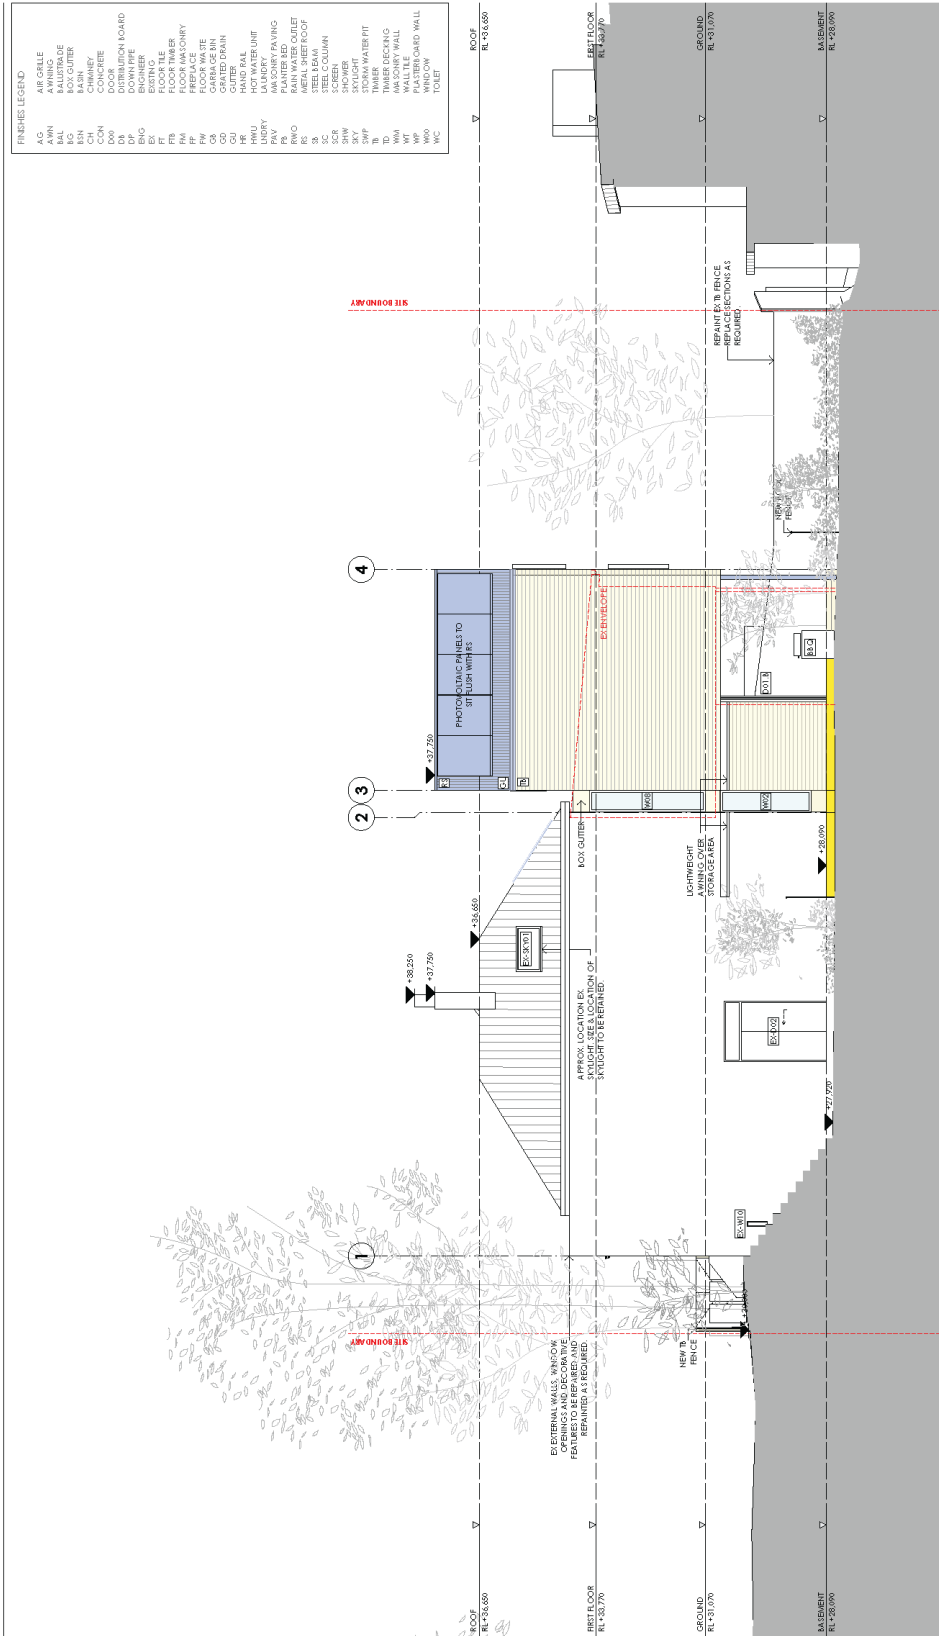 FINISHES LEGEND
AG AIR GRILLE
AWN AWNING
BAL BALUSTRADE
BG BOX GUTTER
BSN BASIN
CH CHIMNEY
CON CONCRETE
D00 DOOR
DB DISTRIBUTION BOARD
DP DOWN PIPE
ENG ENGINEER
EX EXISTING
FT FLOOR TILE
FTB FLOOR TIMBER
FM FLOOR MASONRY
FP FIREPLACE
FW FLOOR WASTE
GB GARBAGE BIN
GD GRATED DRAIN
GU GUTTER
HR HAND RAIL
HWU HOT WATER UNIT
LNDRY LAUNDRY
PAV MASONRY PAVING
PB PLANTER BED
RWO RAIN WATER OUTLET
RS METAL SHEET ROOF
SB STEEL BEAM
SC STEEL COLUMN
SCR SCREEN
SHW SHOWER
SKY SKYLIGHT
SWP STORM WATER PIT
TB TIMBER
TD TIMBER DECKING
WM MASONRY WALL
WT WALL TILE
WP PLASTERBOARD WALL
W00 WINDOW
WC TOILET
SITE BOUNDARY
SITE BOUNDARY
1
2
3
4
ROOF
RL +36,650
FIRST FLOOR
RL +33,770
GROUND
RL +31,070
BASEMENT
RL +28,090
ROOF
RL +36,650
FIRST FLOOR
RL +33,770
GROUND
RL +31,070
BASEMENT
RL +28,090
+38,250
+37,750
+36,650
+37,750
PHOTOVOLTAIC PANELS TO
SIT FLUSH WITH RS
RS
TB
EX-SKY01
APPROX. LOCATION EX.
SKYLIGHT. SIZE & LOCATION OF
SKYLIGHT TO BE RETAINED.
BOX GUTTER
EX ENVELOPE
W08
W02
LIGHTWEIGHT
AWNING OVER
STORAGE AREA
D01.B
BBQ
+28,090
EX-D02
+27,920
EX-W10
EX EXTERNAL WALLS, WINDOW
OPENINGS AND DECORATIVE
FEATURES TO BE REPAIRED AND
REPAINTED AS REQUIRED.
NEW TB
FENCE
NEW POOL
FENCE
REPAINT EX TB FENCE.
REPLACE SECTIONS AS
REQUIRED.